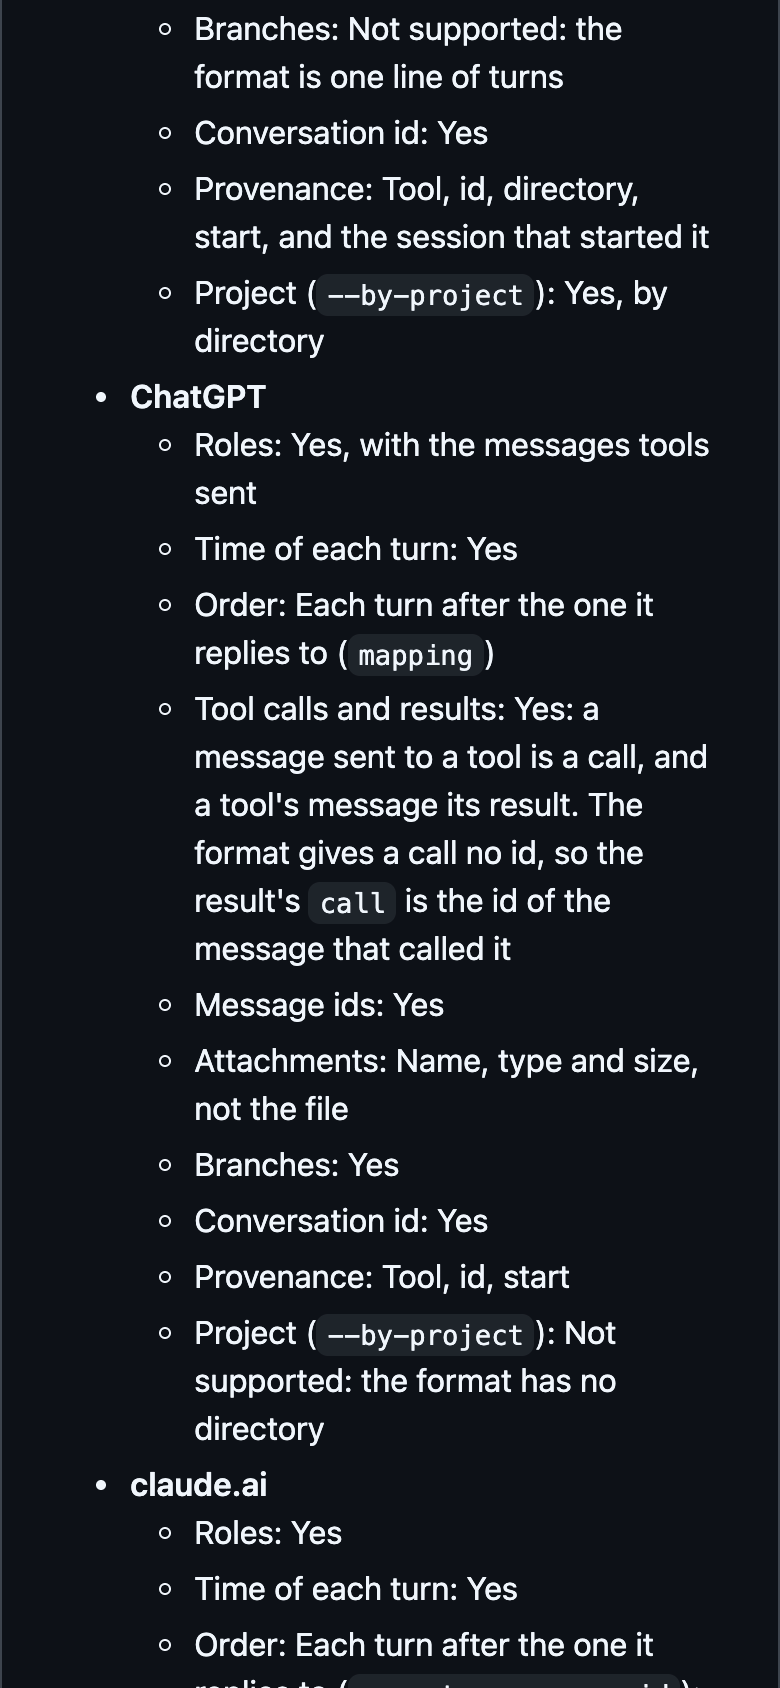 Branches: Not supported: the
format is one line of turns
Conversation id: Yes
Provenance: Tool, id, directory,
start, and the session that started it
Project (--by-project): Yes, by
directory
ChatGPT
Roles: Yes, with the messages tools
sent
Time of each turn: Yes
Order: Each turn after the one it
replies to (mapping)
Tool calls and results: Yes: a
message sent to a tool is a call, and
a tool's message its result. The
format gives a call no id, so the
result's call is the id of the
message that called it
Message ids: Yes
Attachments: Name, type and size,
not the file
Branches: Yes
Conversation id: Yes
Provenance: Tool, id, start
Project (--by-project): Not
supported: the format has no
directory
claude.ai
Roles: Yes
Time of each turn: Yes
Order: Each turn after the one it